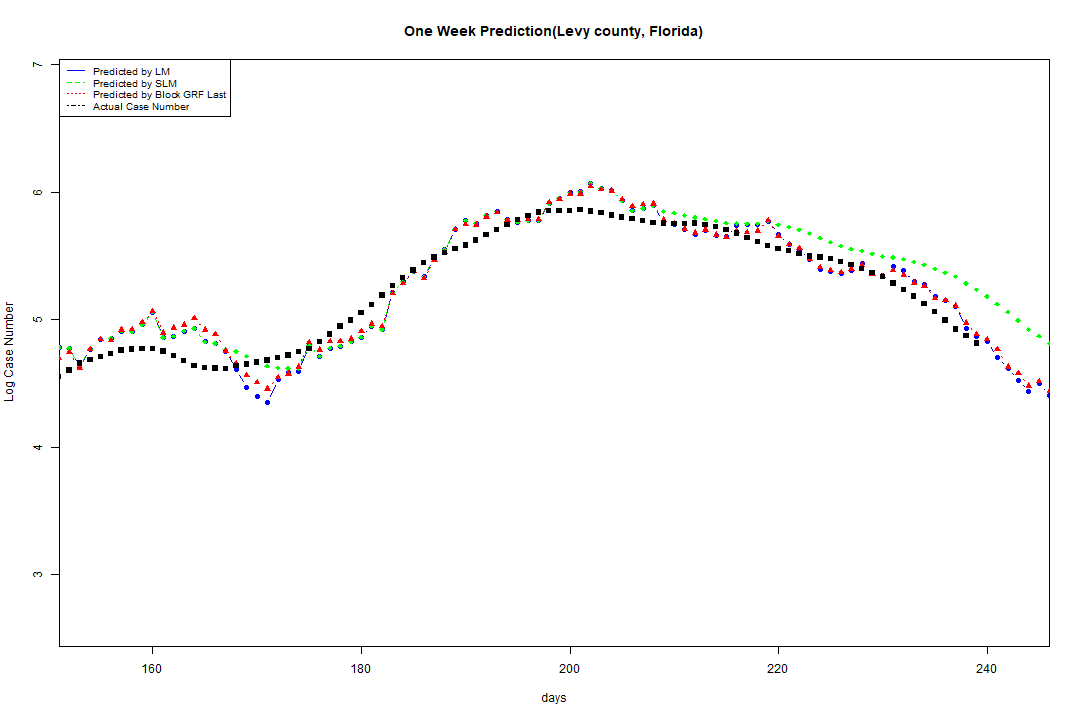 One Week Prediction(Levy county, Florida)
Predicted by LM
Predicted by SLM
Predicted by Block GRF Last
Actual Case Number
7
6
5
4
3
Log Case Number
160 180 200 220 240
days